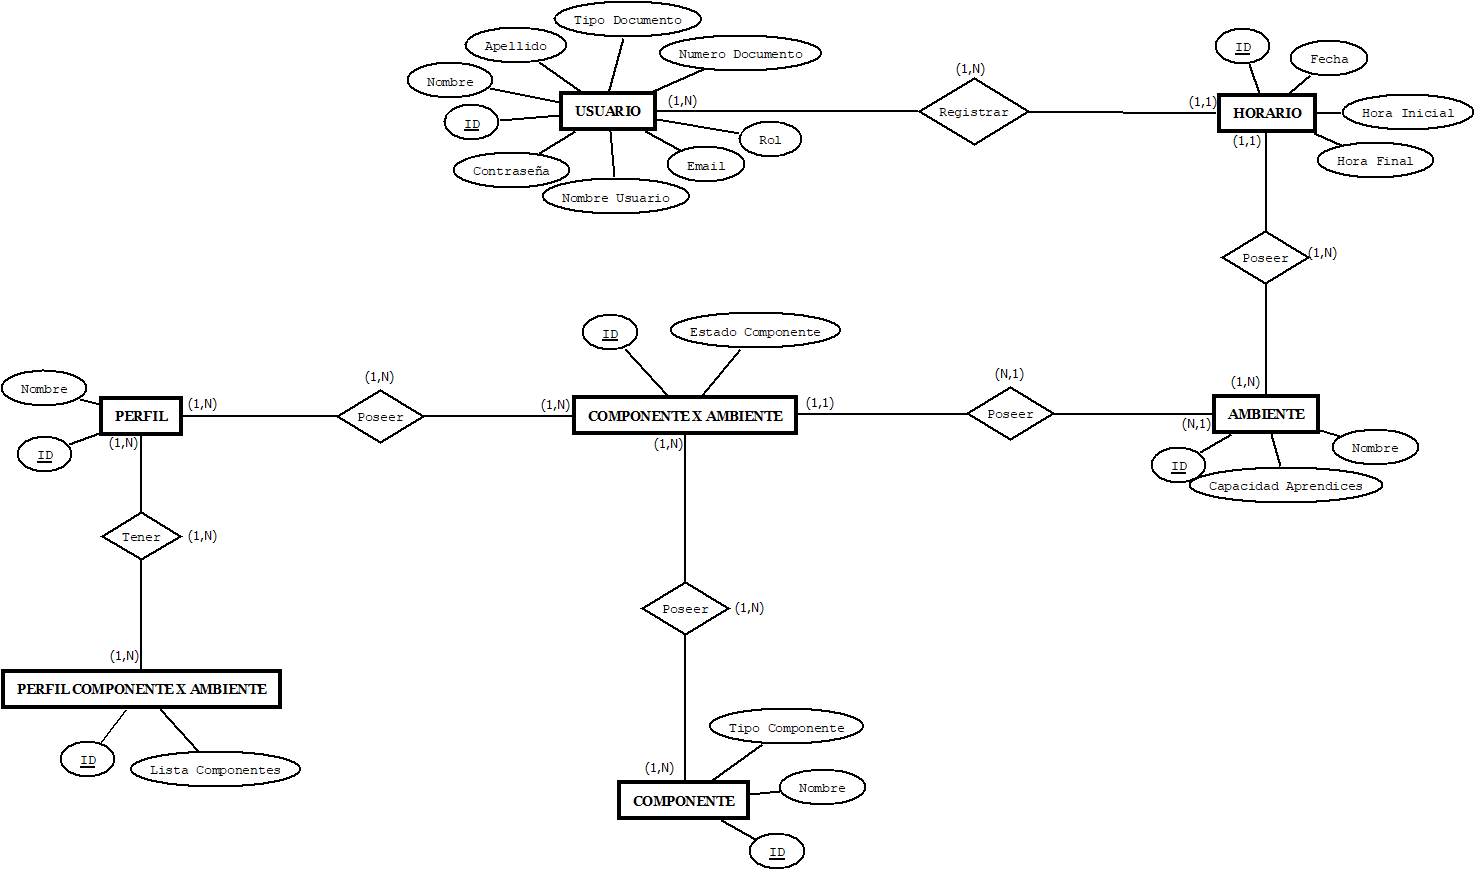 Tipo Documento
Apellido
Numero Documento
ID
Fecha
Nombre
(1,N)
(1,N)
USUARIO
Registrar
(1,1)
HORARIO
Hora Inicial
ID
Rol
(1,1)
Contraseña
Email
Hora Final
Nombre Usuario
Poseer
(1,N)
ID
Estado Componente
Nombre
(1,N)
(N,1)
(1,N)
PERFIL
(1,N)
Poseer
(1,N)
COMPONENTE X AMBIENTE
(1,1)
Poseer
(N,1)
AMBIENTE
ID
(1,N)
(1,N)
ID
Nombre
Capacidad Aprendices
Tener
(1,N)
Poseer
(1,N)
(1,N)
PERFIL COMPONENTE X AMBIENTE
ID
Lista Componentes
Tipo Componente
(1,N)
COMPONENTE
Nombre
ID